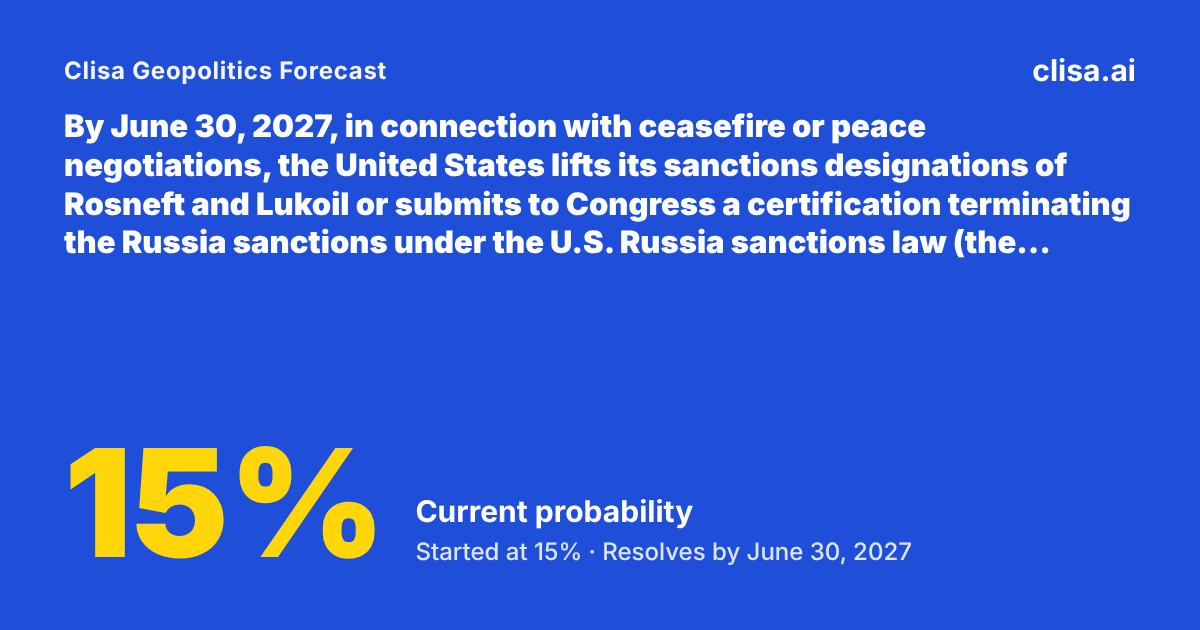 Clisa Geopolitics Forecast
clisa.ai
By June 30, 2027, in connection with ceasefire or peace
negotiations, the United States lifts its sanctions designations of
Rosneft and Lukoil or submits to Congress a certification terminating
the Russia sanctions under the U.S. Russia sanctions law (the...
15%
Current probability
Started at 15% · Resolves by June 30, 2027